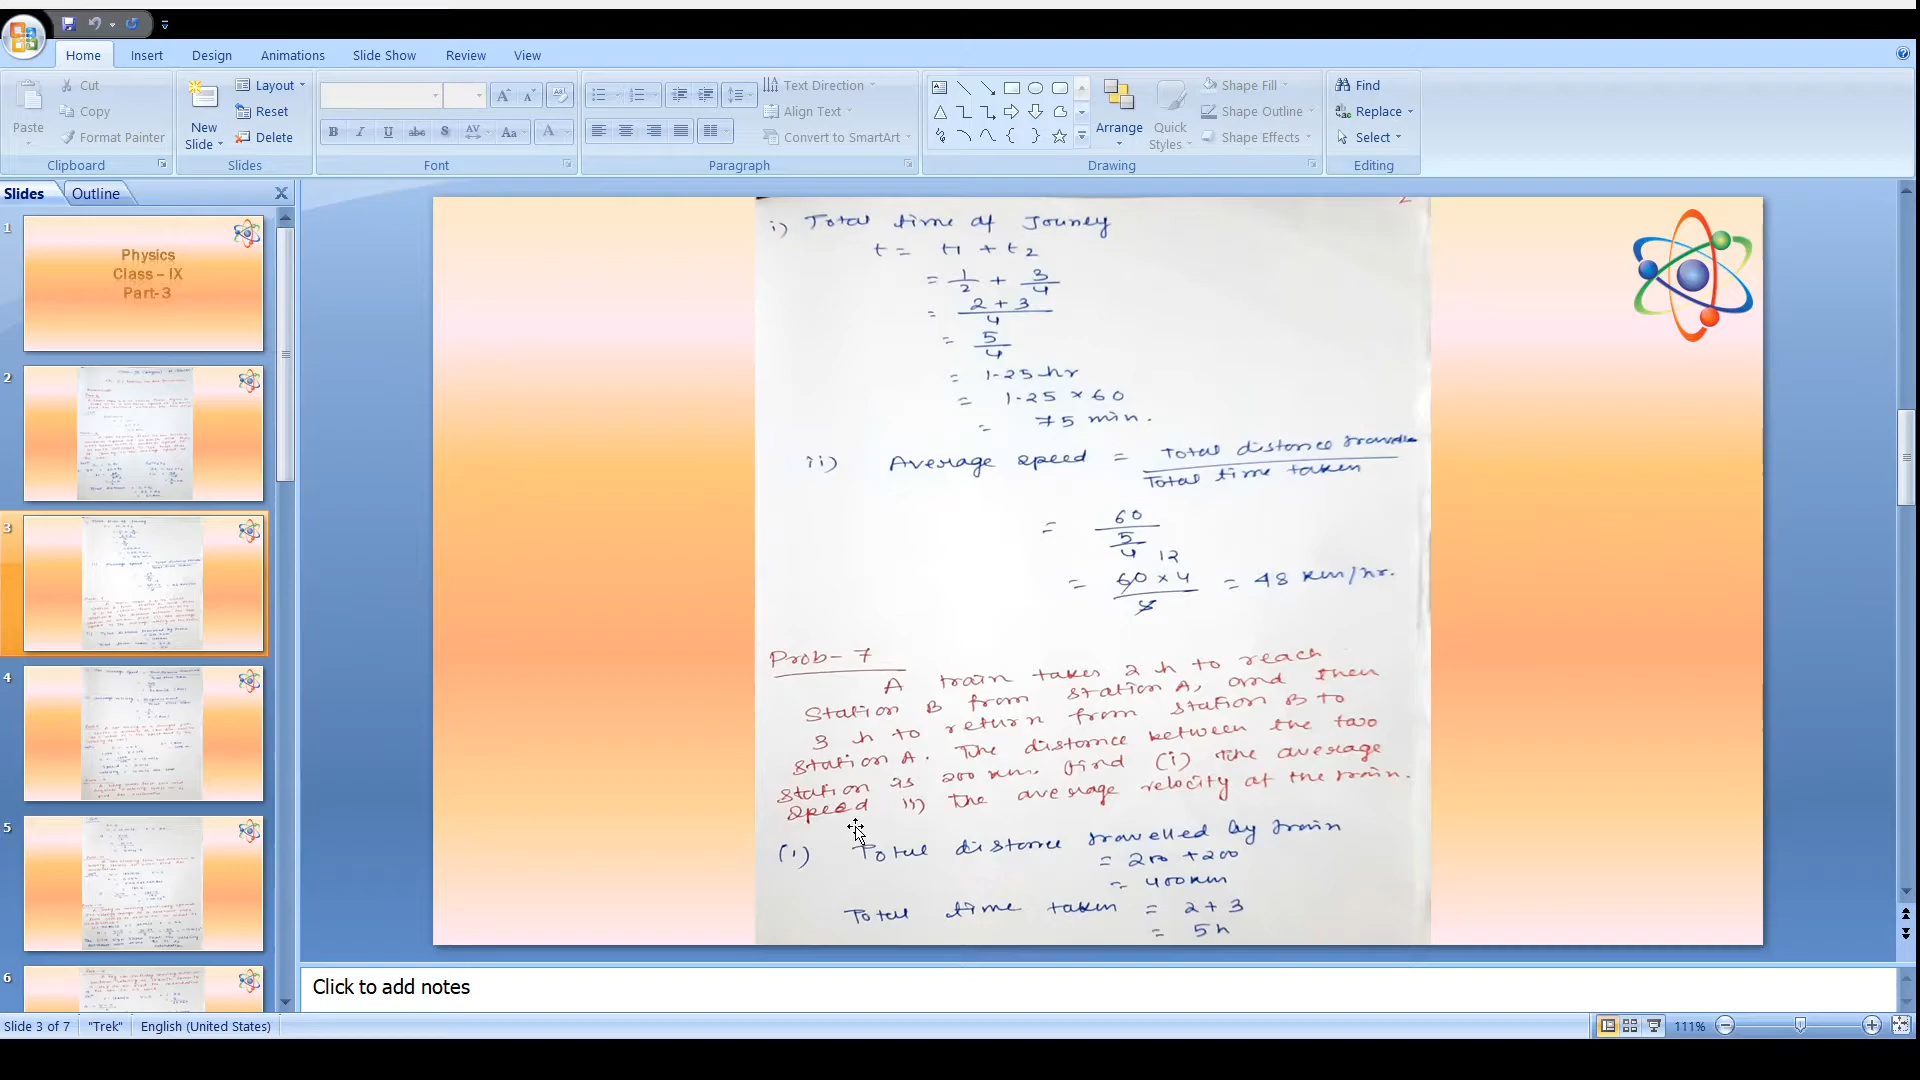 Home
Insert
Design
Animations
Slide Show
Review
View
Paste
Cut
Copy
Format Painter
Clipboard
New Slide
Layout
Reset
Delete
Slides
Font
Text Direction
Align Text
Convert to SmartArt
Paragraph
Arrange
Quick Styles
Shape Fill
Shape Outline
Shape Effects
Drawing
Find
Replace
Select
Editing
Slides
Outline
1
Physics
Class – IX
Part- 3
2
3
4
5
6
i) Total time of Jouney
t = t1 + t2
= 1/2 + 3/4
= 2 + 3 / 4
= 5/4
= 1.25 hr
= 1.25 × 60
= 75 min.
ii) Average speed = Total distance / Total time taken
= 60 / 5/4
12
= 60 × 4 / 5 = 48 km/hr.
Prob- 7
A train takes 2 h to reach
station B from station A, and then
3 h to return from station B to
station A. The distance between the two
station is 200 km. find (i) The average
speed ii) The average velocity of the train.
(i) Total distance travelled by train
= 200 + 200
= 400 km
Total time taken = 2 + 3
= 5h
Click to add notes
Slide 3 of 7
"Trek"
English (United States)
111%